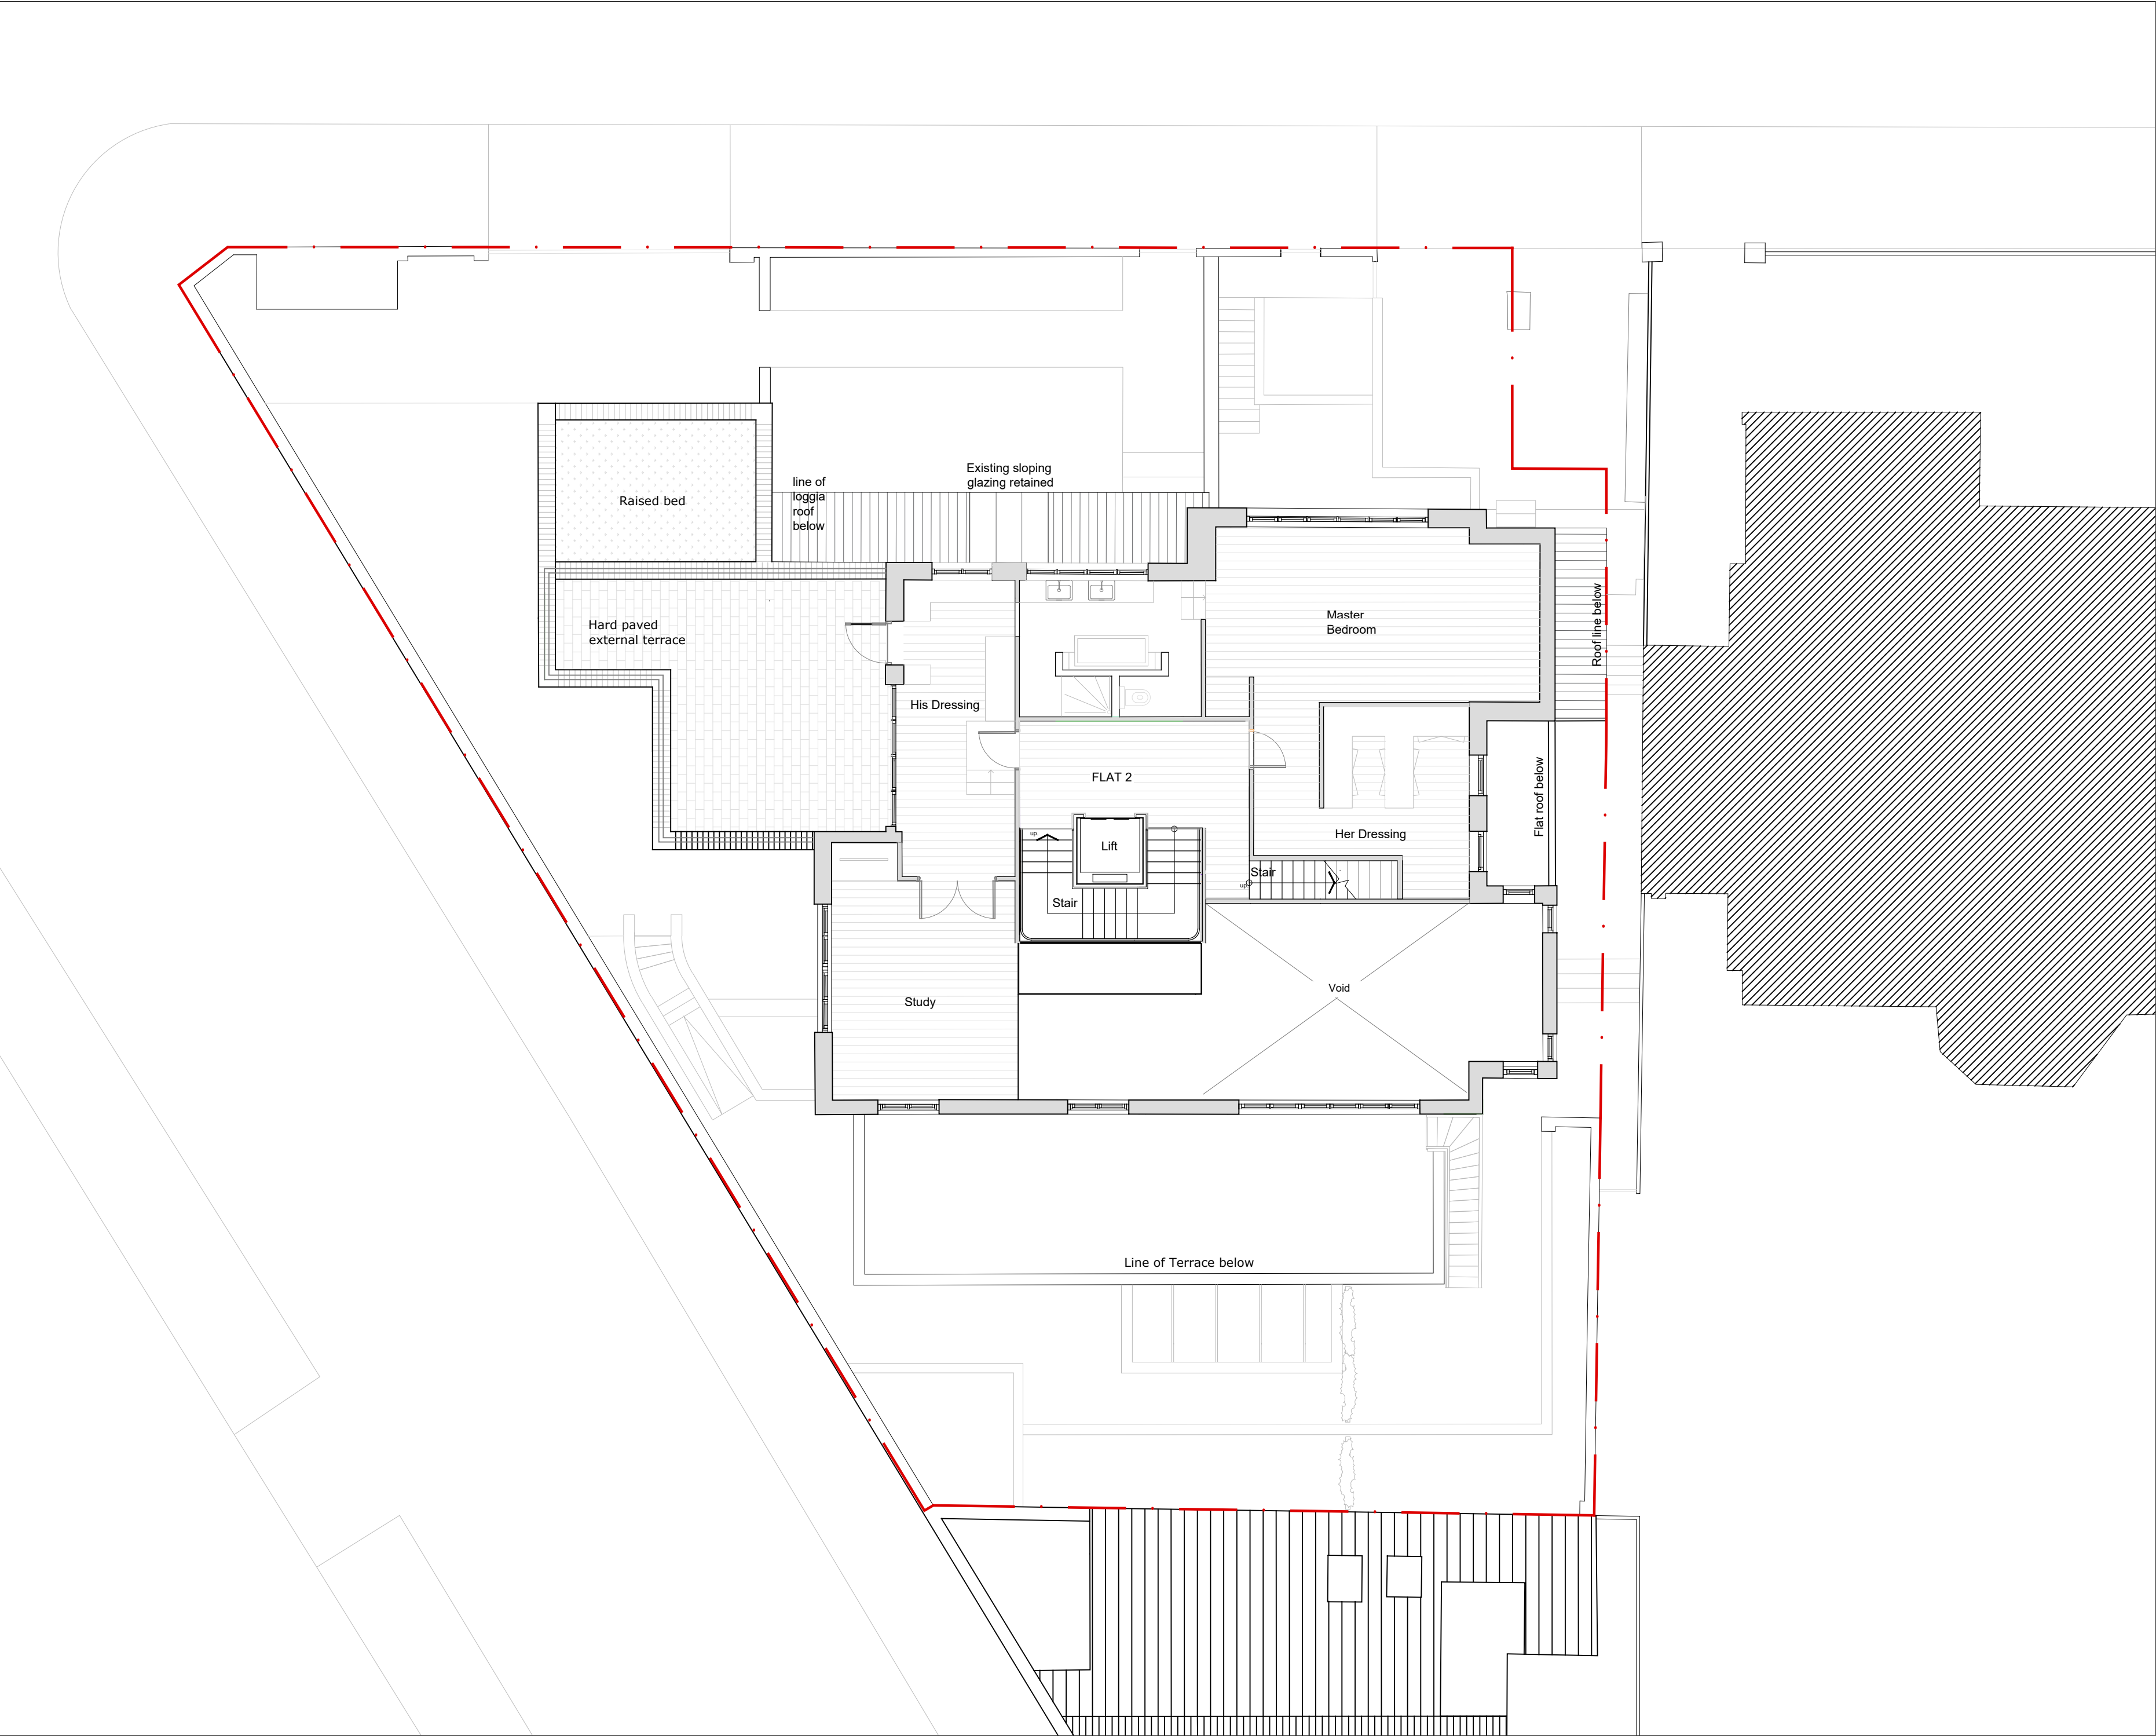 Existing sloping
glazing retained
line of
loggia
roof
below
Raised bed
Hard paved
external terrace
Master
Bedroom
Roof line below
His Dressing
FLAT 2
Flat roof below
up
Lift
Her Dressing
Stair
up
Stair
Void
Study
Line of Terrace below